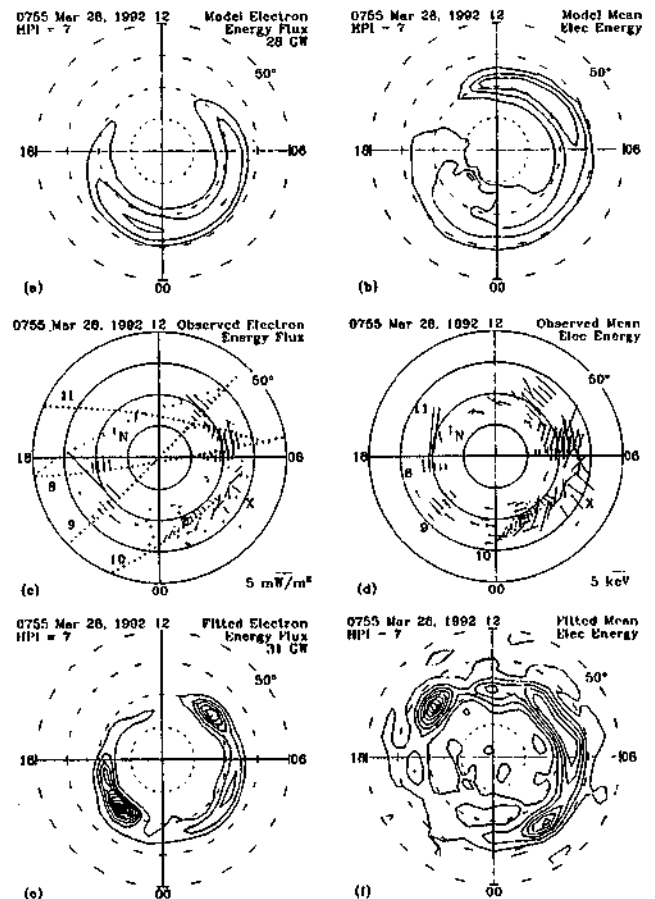 0755 Mar 28, 1992 12 Model Electron
HPI = 7 Energy Flux
28 GW
50°
18 06
00
(a)
0755 Mar 28, 1992 12 Model Mean
HPI = 7 Elec Energy
50°
18 06
00
(b)
0755 Mar 28, 1992 12 Observed Electron
Energy Flux
50°
11
N
18 06
8
9 X
10
(c) 00 5 mW/m²
0755 Mar 28, 1992 12 Observed Mean
Elec Energy
50°
11
N
18 06
8
9 X
10
(d) 00 5 keV
0755 Mar 28, 1992 12 Fitted Electron
HPI = 7 Energy Flux
31 GW
50°
18 06
00
(e)
0755 Mar 28, 1992 12 Fitted Mean
HPI = 7 Elec Energy
50°
18 06
00
(f)